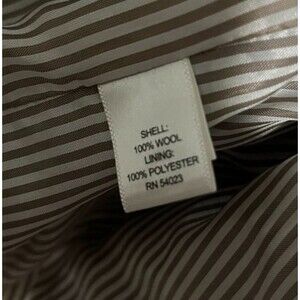 SHELL:
100% WOOL
LINING:
100% POLYESTER
RN 54023